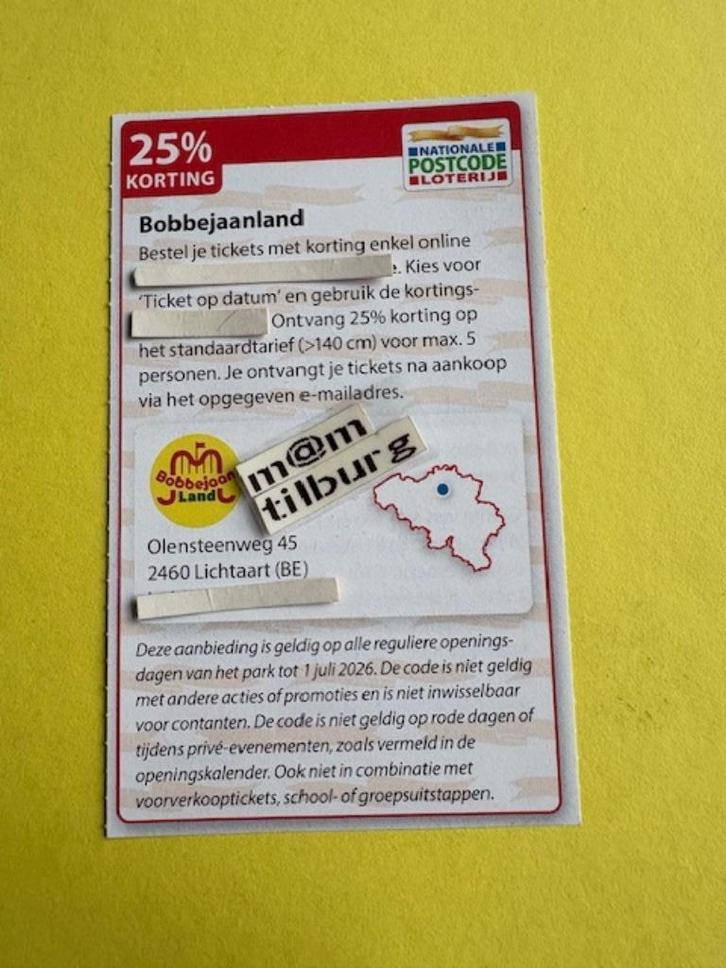 25%
KORTING
NATIONALE
POSTCODE
LOTERIJ
Bobbejaanland
Bestel je tickets met korting enkel online
e. Kies voor
‘Ticket op datum’ en gebruik de kortings-
Ontvang 25% korting op
het standaardtarief (>140 cm) voor max. 5
personen. Je ontvangt je tickets na aankoop
via het opgegeven e-mailadres.
m@m
tilburg
Bobbejaan
Land
Olensteenweg 45
2460 Lichtaart (BE)
Deze aanbieding is geldig op alle reguliere openings-
dagen van het park tot 1 juli 2026. De code is niet geldig
met andere acties of promoties en is niet inwisselbaar
voor contanten. De code is niet geldig op rode dagen of
tijdens privé-evenementen, zoals vermeld in de
openingskalender. Ook niet in combinatie met
voorverkooptickets, school- of groepsuitstappen.